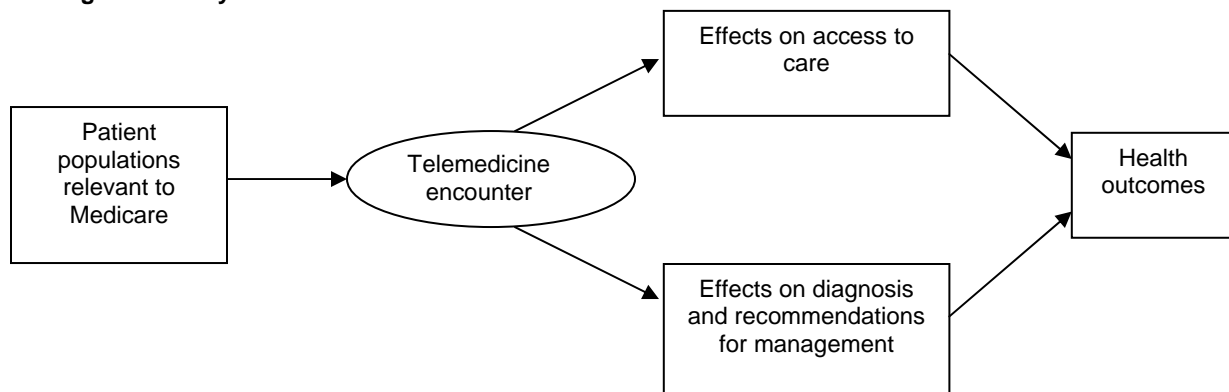 Effects on access to
care
Patient
populations
relevant to
Medicare
Telemedicine
encounter
Health
outcomes
Effects on diagnosis
and recommendations
for management